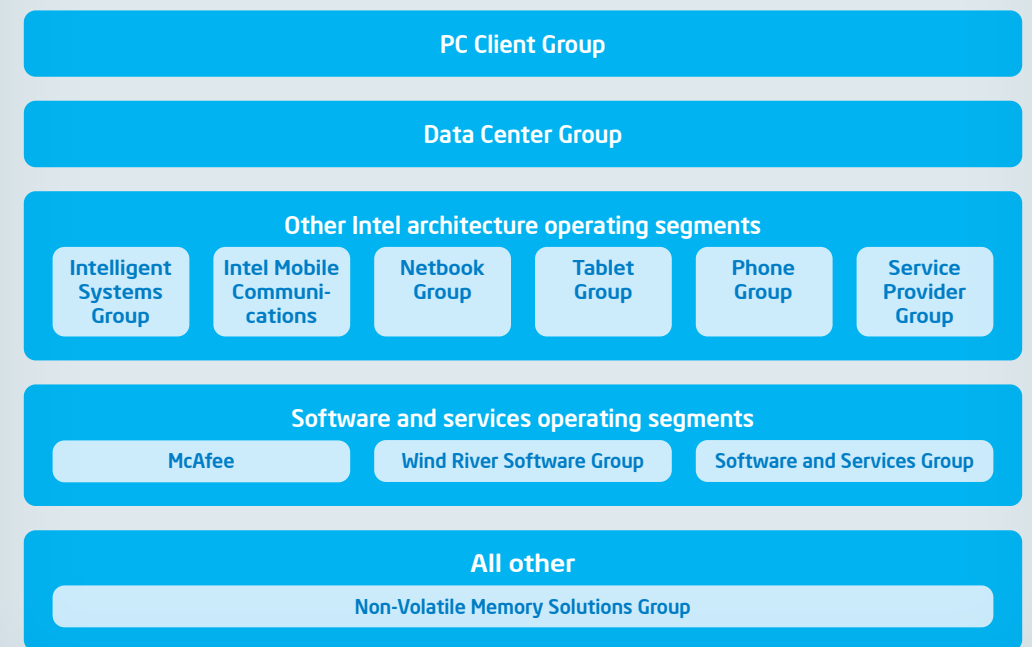 PC Client Group
Data Center Group
Other Intel architecture operating segments
Intelligent
Systems
Group
Intel Mobile
Communi-
cations
Netbook
Group
Tablet
Group
Phone
Group
Service
Provider
Group
Software and services operating segments
McAfee
Wind River Software Group
Software and Services Group
All other
Non-Volatile Memory Solutions Group